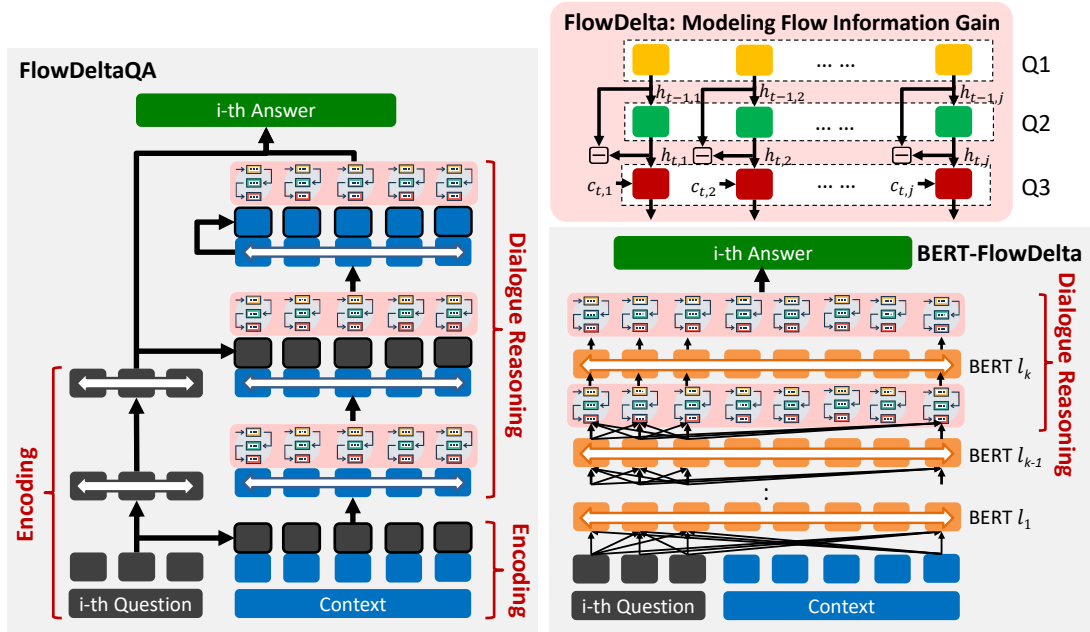 FlowDeltaQA
i-th Answer
Dialogue Reasoning
Encoding
Encoding
i-th Question
Context
FlowDelta: Modeling Flow Information Gain
... ...
Q1
h_{t-1,1}
h_{t-1,2}
h_{t-1,j}
... ...
Q2
h_{t,1}
h_{t,2}
h_{t,j}
c_{t,1}
c_{t,2}
... ...
c_{t,j}
Q3
i-th Answer
BERT-FlowDelta
Dialogue Reasoning
BERT l_k
BERT l_{k-1}
:
BERT l_1
i-th Question
Context